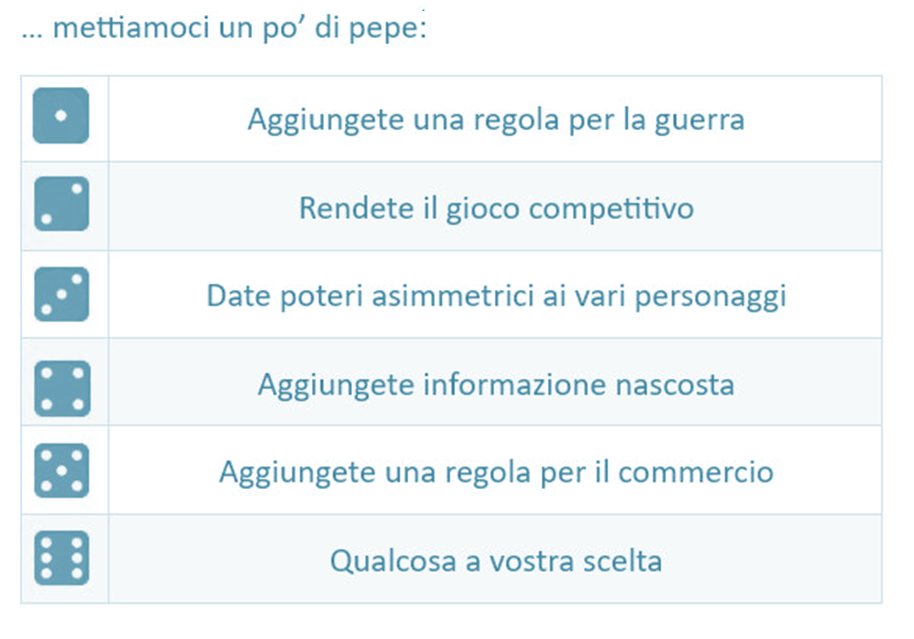 ... mettiamoci un po’ di pepe:
Aggiungete una regola per la guerra
Rendete il gioco competitivo
Date poteri asimmetrici ai vari personaggi
Aggiungete informazione nascosta
Aggiungete una regola per il commercio
Qualcosa a vostra scelta